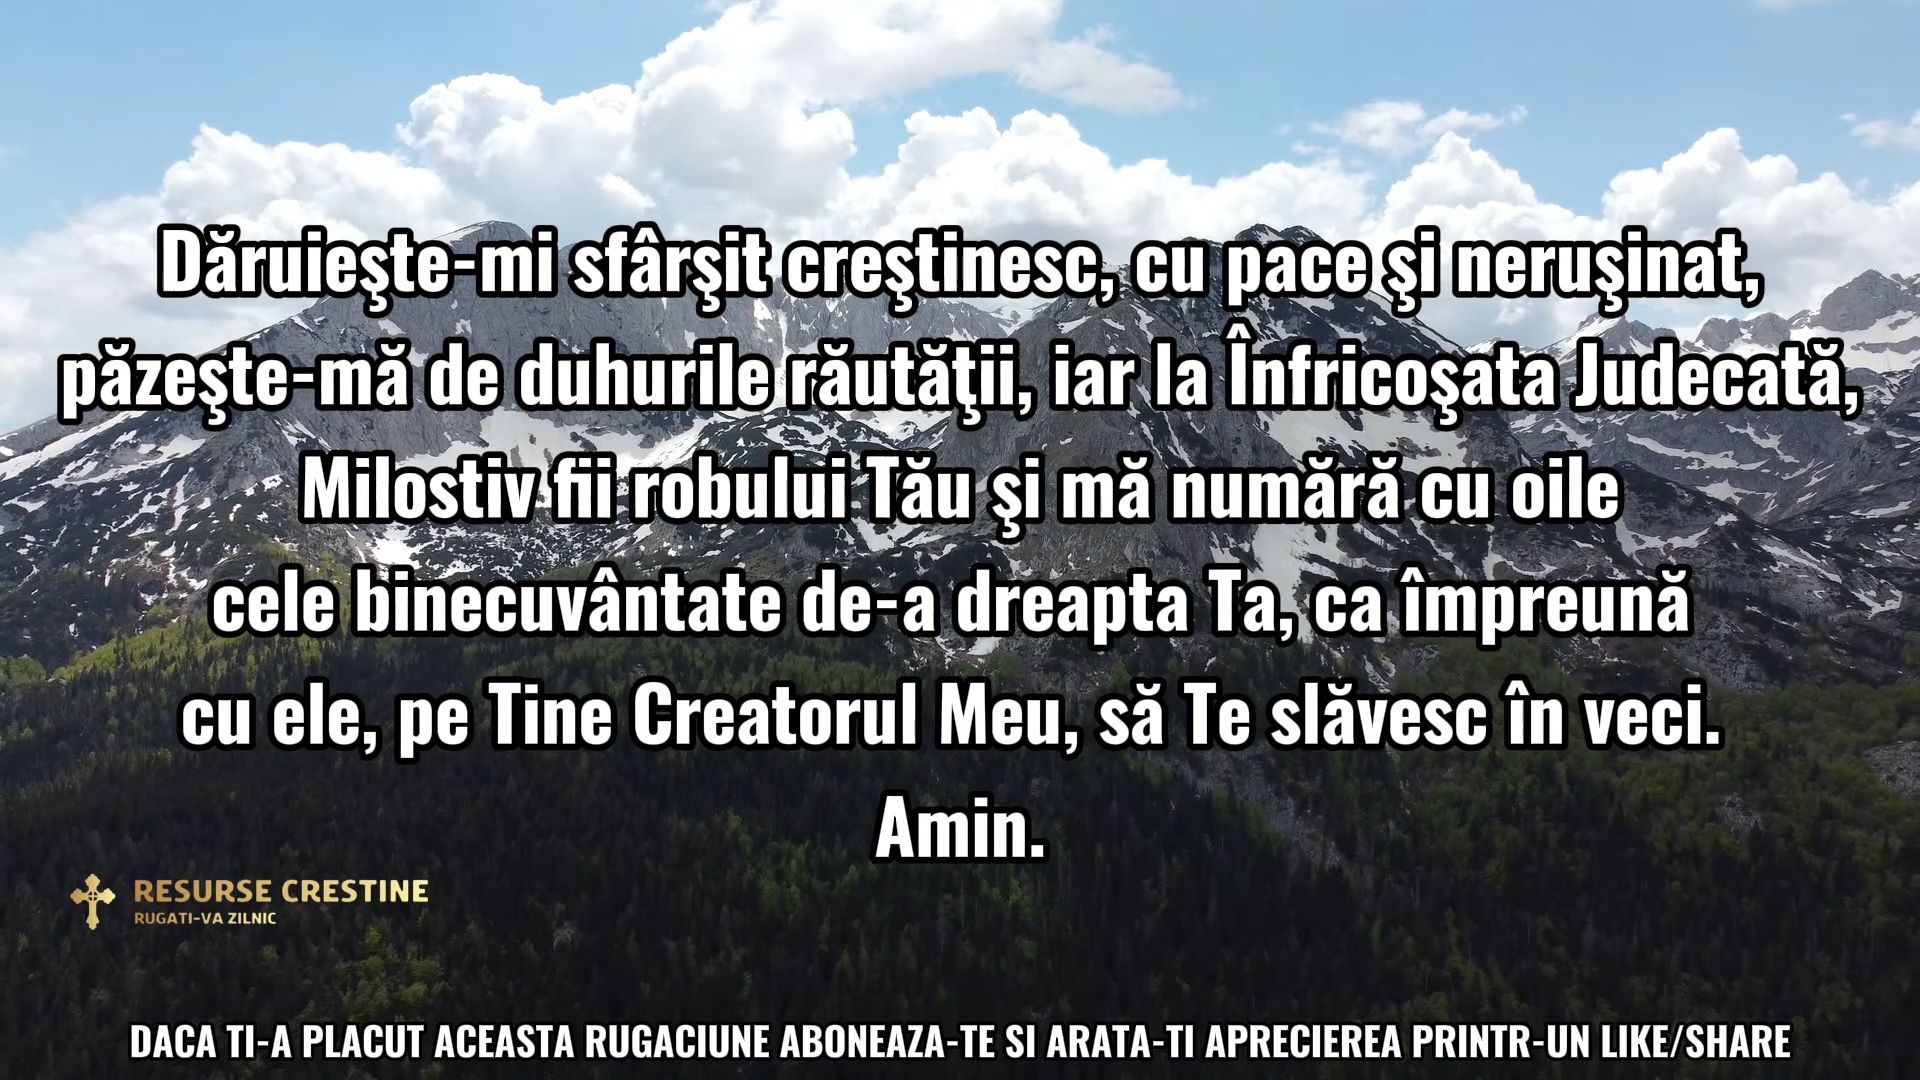 Dăruieşte-mi sfârşit creştinesc, cu pace şi neruşinat,
păzeşte-mă de duhurile răutăţii, iar la Înfricoşata Judecată,
Milostiv fii robului Tău şi mă numără cu oile
cele binecuvântate de-a dreapta Ta, ca împreună
cu ele, pe Tine Creatorul Meu, să Te slăvesc în veci.
Amin.
RESURSE CRESTINE
RUGATI-VA ZILNIC
DACA TI-A PLACUT ACEASTA RUGACIUNE ABONEAZA-TE SI ARATA-TI APRECIEREA PRINTR-UN LIKE/SHARE